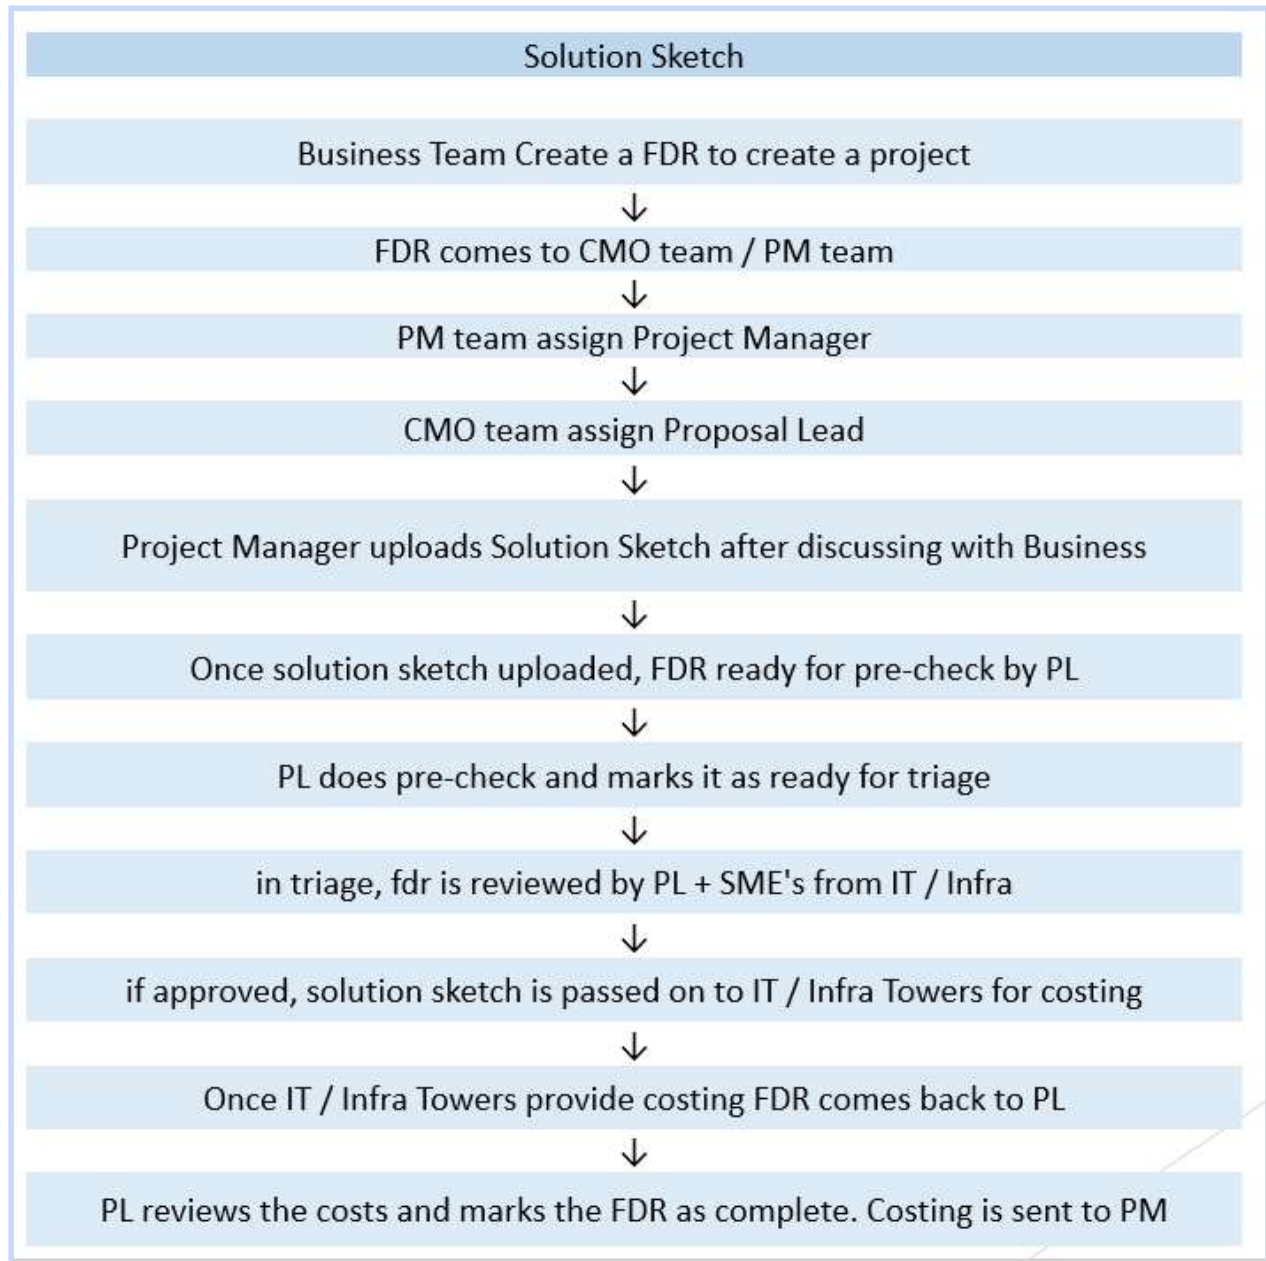 Solution Sketch
Business Team Create a FDR to create a project
↓
FDR comes to CMO team / PM team
↓
PM team assign Project Manager
↓
CMO team assign Proposal Lead
↓
Project Manager uploads Solution Sketch after discussing with Business
↓
Once solution sketch uploaded, FDR ready for pre-check by PL
↓
PL does pre-check and marks it as ready for triage
↓
in triage, fdr is reviewed by PL + SME's from IT / Infra
↓
if approved, solution sketch is passed on to IT / Infra Towers for costing
↓
Once IT / Infra Towers provide costing FDR comes back to PL
↓
PL reviews the costs and marks the FDR as complete. Costing is sent to PM